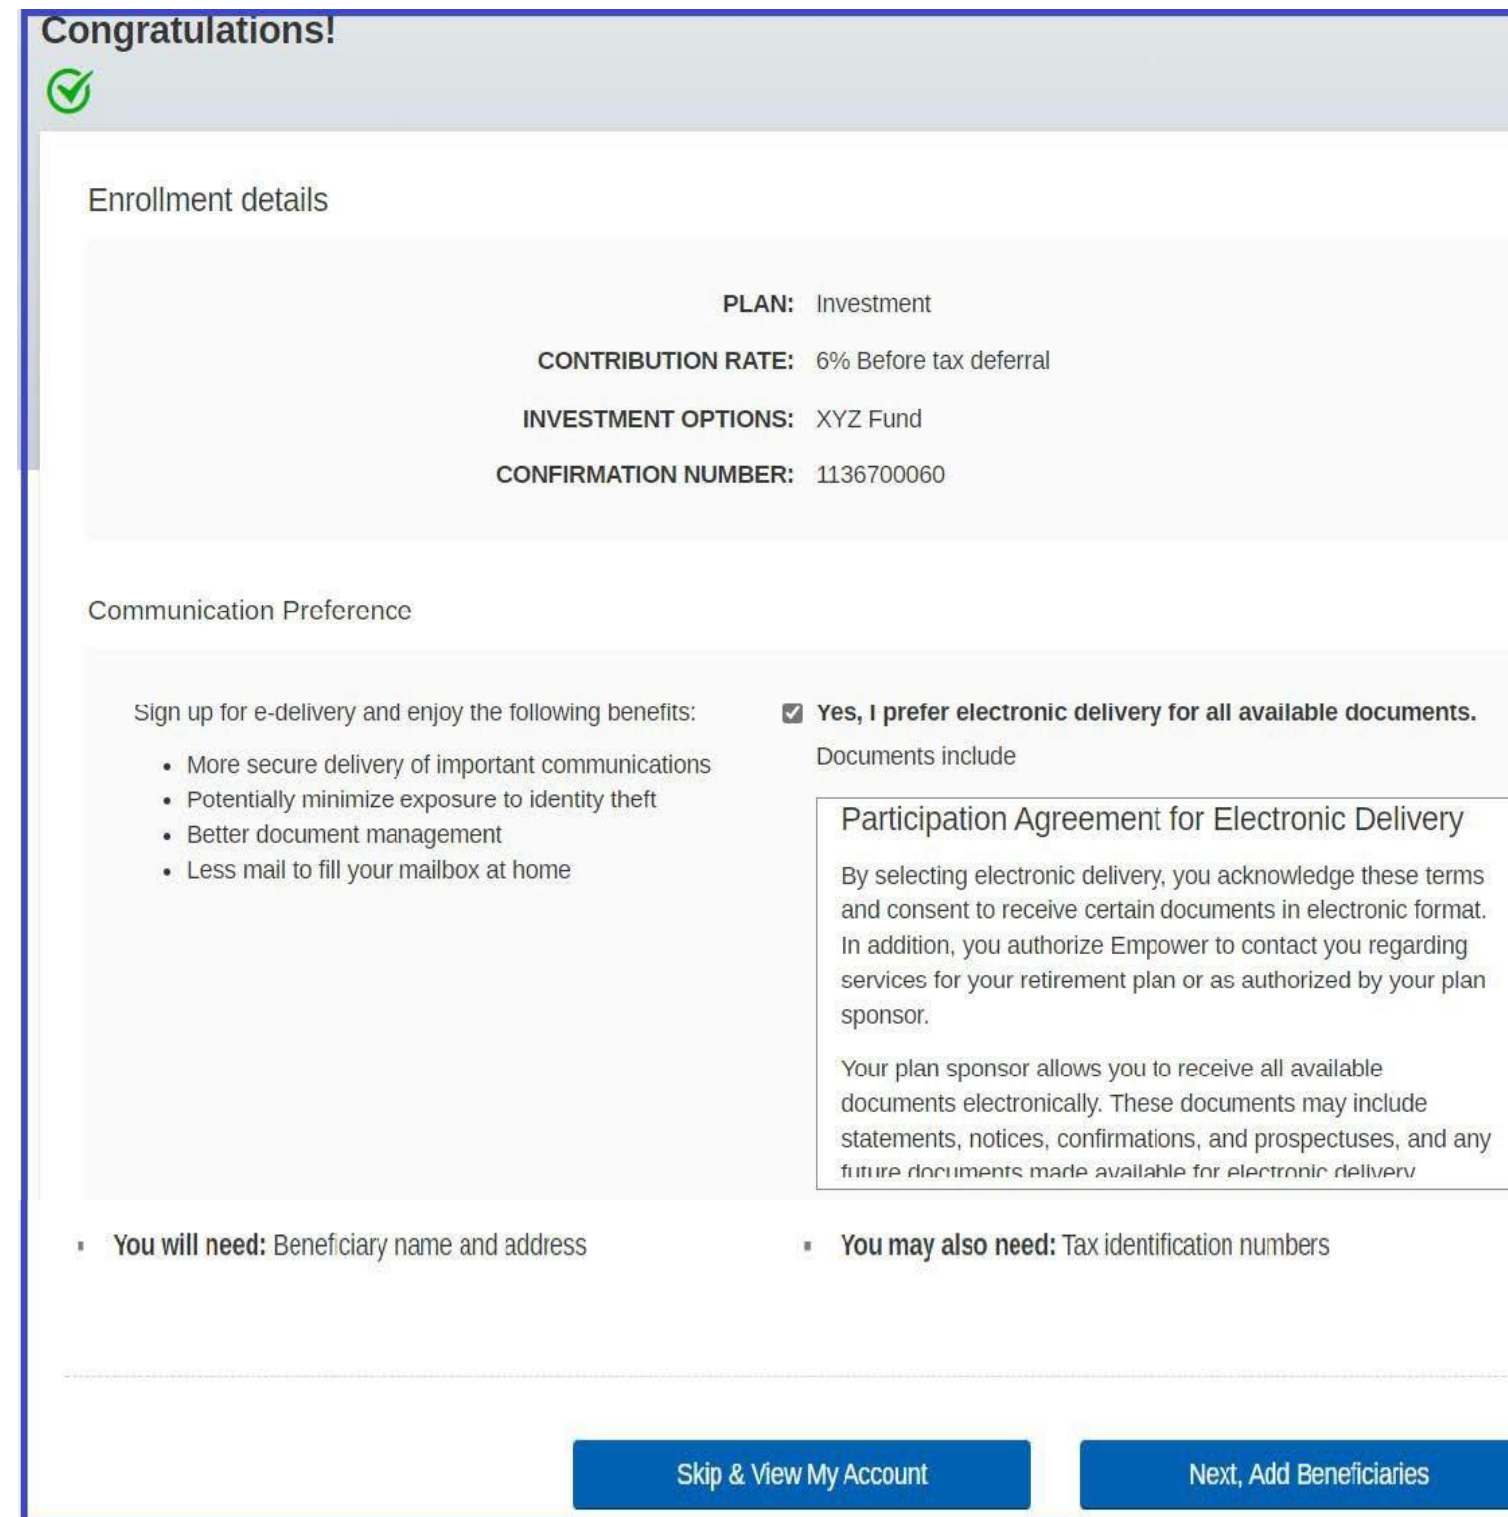 Congratulations!
Enrollment details
PLAN: Investment
CONTRIBUTION RATE: 6% Before tax deferral
INVESTMENT OPTIONS: XYZ Fund
CONFIRMATION NUMBER: 1136700060
Communication Preference
Sign up for e-delivery and enjoy the following benefits:
• More secure delivery of important communications
• Potentially minimize exposure to identity theft
• Better document management
• Less mail to fill your mailbox at home
Yes, I prefer electronic delivery for all available documents.
Documents include
Participation Agreement for Electronic Delivery
By selecting electronic delivery, you acknowledge these terms
and consent to receive certain documents in electronic format.
In addition, you authorize Empower to contact you regarding
services for your retirement plan or as authorized by your plan
sponsor.
Your plan sponsor allows you to receive all available
documents electronically. These documents may include
statements, notices, confirmations, and prospectuses, and any
future documents made available for electronic delivery
▪ You will need: Beneficiary name and address
▪ You may also need: Tax identification numbers
Skip & View My Account
Next, Add Beneficiaries